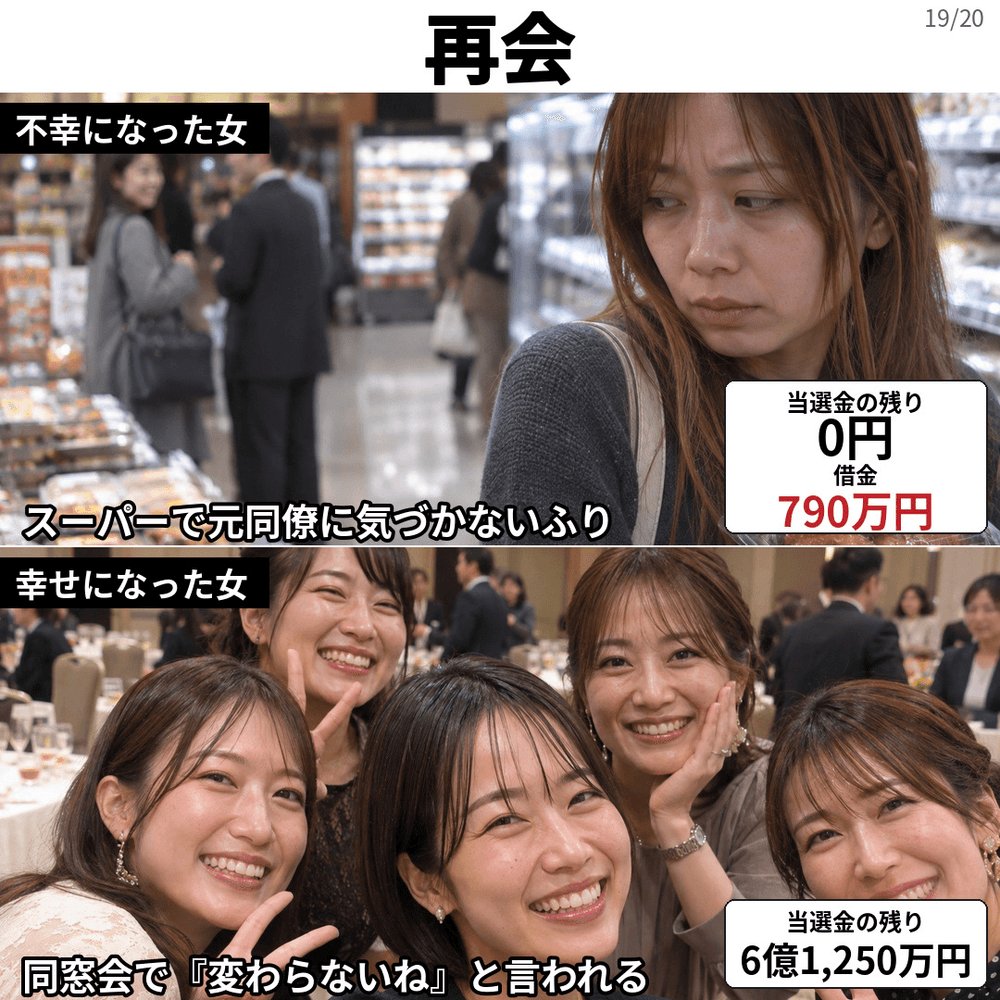 19/20
再会
不幸になった女
当選金の残り
0円
借金
790万円
スーパーで元同僚に気づかないふり
幸せになった女
当選金の残り
6億1,250万円
同窓会で『変わらないね』と言われる